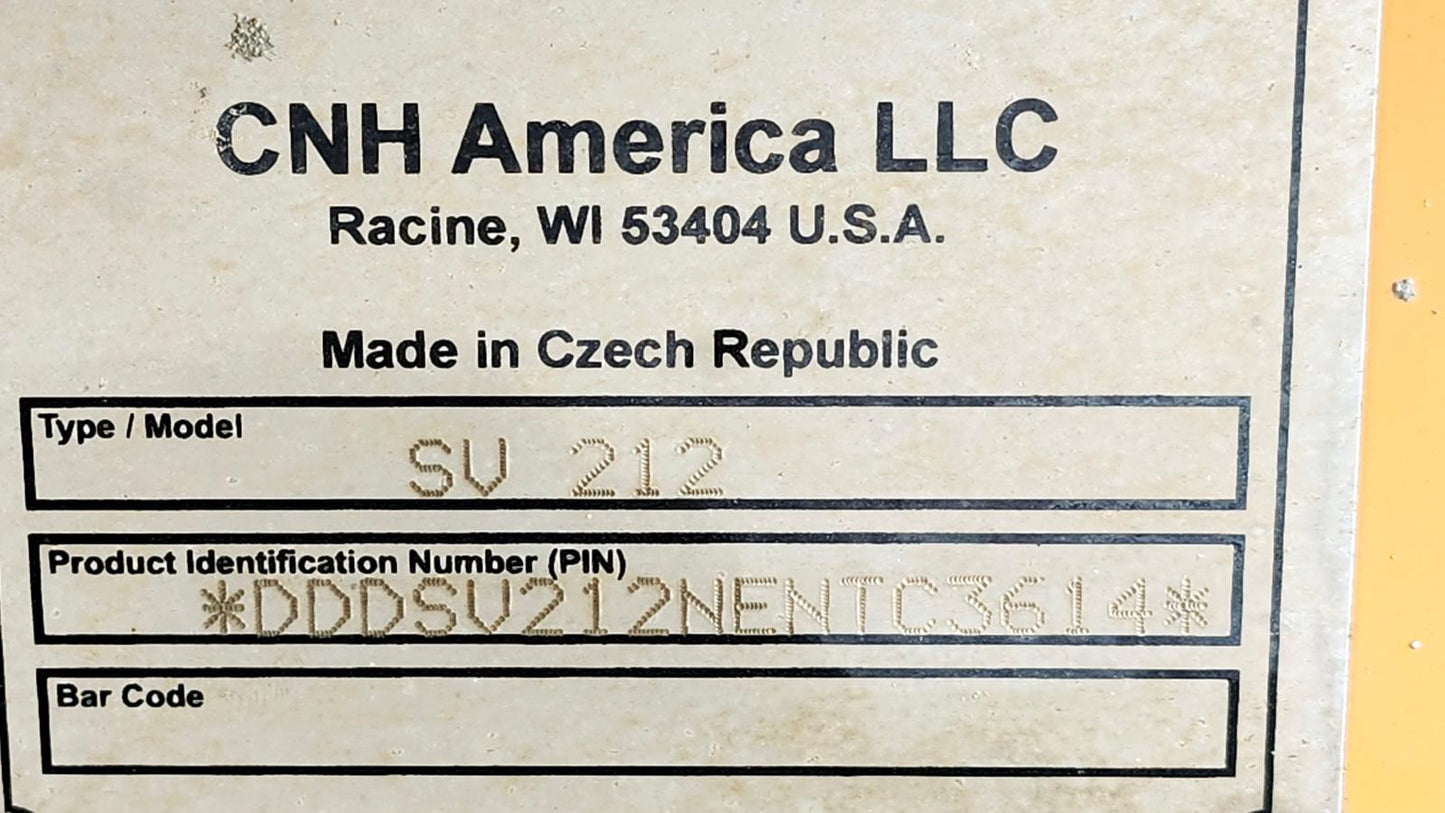 CNH America LLC
Racine, WI 53404 U.S.A.
Made in Czech Republic
Type / Model
SV 212
Product Identification Number (PIN)
*DDDSV212NENTC3614*
Bar Code